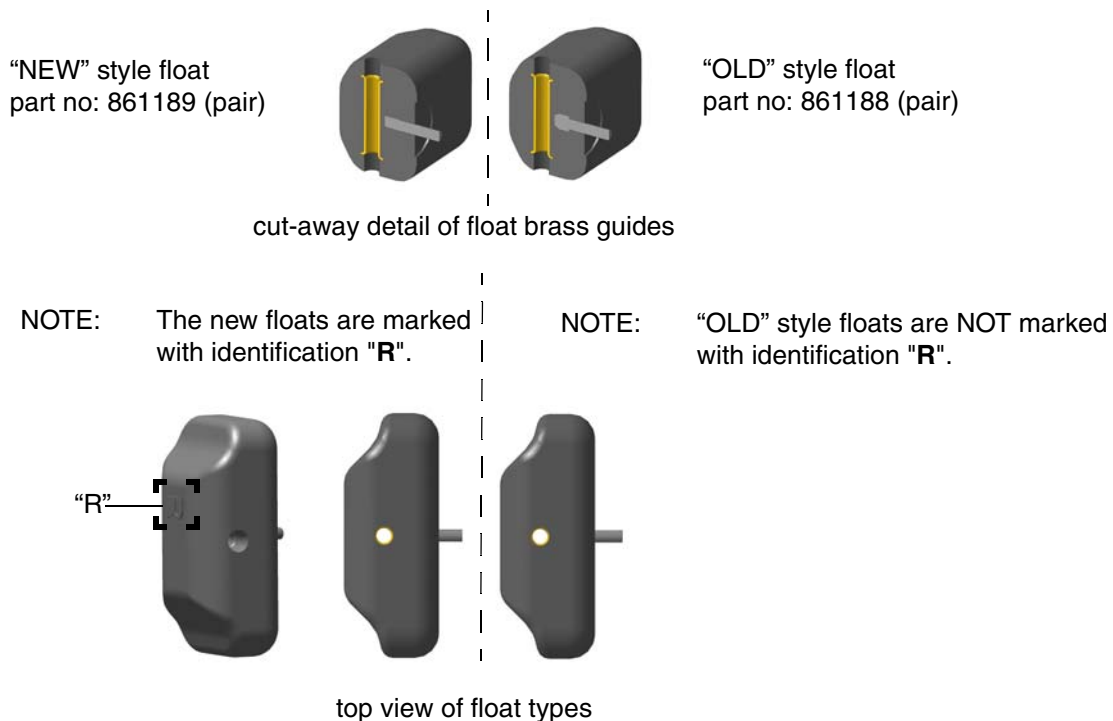 “NEW” style float
part no: 861189 (pair)
“OLD” style float
part no: 861188 (pair)
cut-away detail of float brass guides
NOTE: The new floats are marked
with identification "R".
NOTE: “OLD” style floats are NOT marked
with identification "R".
“R”
top view of float types